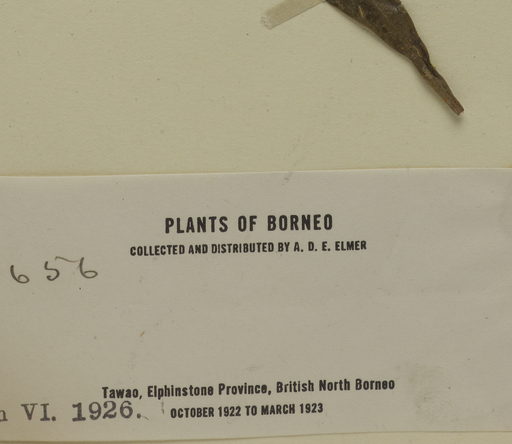 PLANTS OF BORNEO
COLLECTED AND DISTRIBUTED BY A. D. E. ELMER
656
Tawao, Elphinstone Province, British North Borneo
VI. 1926.
OCTOBER 1922 TO MARCH 1923